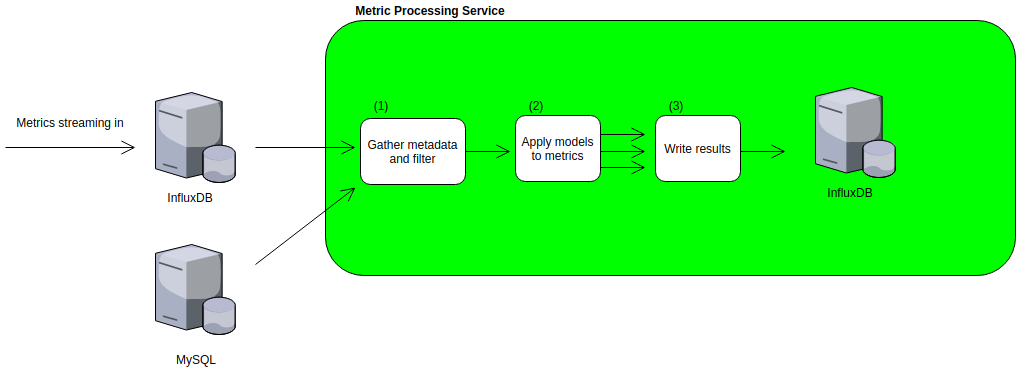 Metric Processing Service
Metrics streaming in
InfluxDB
MySQL
(1)
Gather metadata
and filter
(2)
Apply models
to metrics
(3)
Write results
InfluxDB